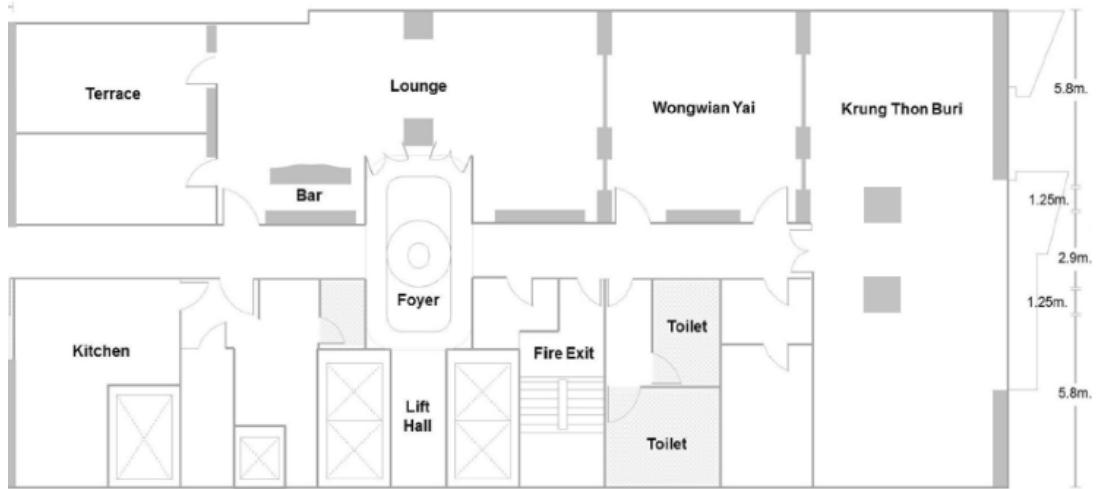 Terrace
Lounge
Wongwian Yai
Krung Thon Buri
5.8m.
Bar
1.25m.
2.9m.
Foyer
1.25m.
Toilet
Kitchen
Fire Exit
5.8m.
Lift
Hall
Toilet